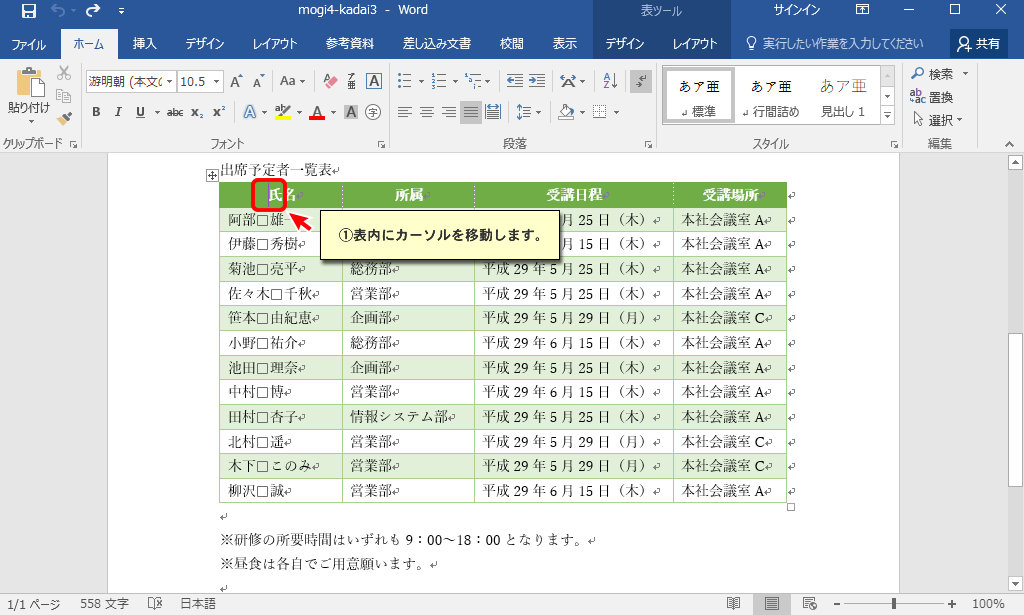 mogi4-kadai3 - Word
表ツール
サインイン
ファイル ホーム 挿入 デザイン レイアウト 参考資料 差し込み文書 校閲 表示 デザイン レイアウト 実行したい作業を入力してください 共有
貼り付け
游明朝 (本文の 10.5
Aa
A
B I U abc x₂ x² A ab A A 字
あア亜 あア亜 あア亜
↲標準 ↲行間詰め 見出し 1
検索
置換
選択
クリップボード フォント 段落 スタイル 編集
出席予定者一覧表↵
氏名 所属 受講日程 受講場所
阿部□雄一 月 25 日（木） 本社会議室 A
伊藤□秀樹 月 15 日（木） 本社会議室 A
①表内にカーソルを移動します。
菊池□亮平 総務部 平成 29 年 5 月 25 日（木） 本社会議室 A
佐々木□千秋 営業部 平成 29 年 5 月 25 日（木） 本社会議室 A
笹本□由紀恵 企画部 平成 29 年 5 月 29 日（月） 本社会議室 C
小野□祐介 総務部 平成 29 年 6 月 15 日（木） 本社会議室 A
池田□理奈 企画部 平成 29 年 5 月 25 日（木） 本社会議室 A
中村□博 営業部 平成 29 年 6 月 15 日（木） 本社会議室 A
田村□杏子 情報システム部 平成 29 年 5 月 25 日（木） 本社会議室 A
北村□遥 営業部 平成 29 年 5 月 29 日（月） 本社会議室 C
木下□このみ 営業部 平成 29 年 5 月 29 日（月） 本社会議室 C
柳沢□誠 営業部 平成 29 年 6 月 15 日（木） 本社会議室 A
※研修の所要時間はいずれも 9：00～18：00 となります。
※昼食は各自でご用意願います。
1/1 ページ 558 文字 日本語 100%